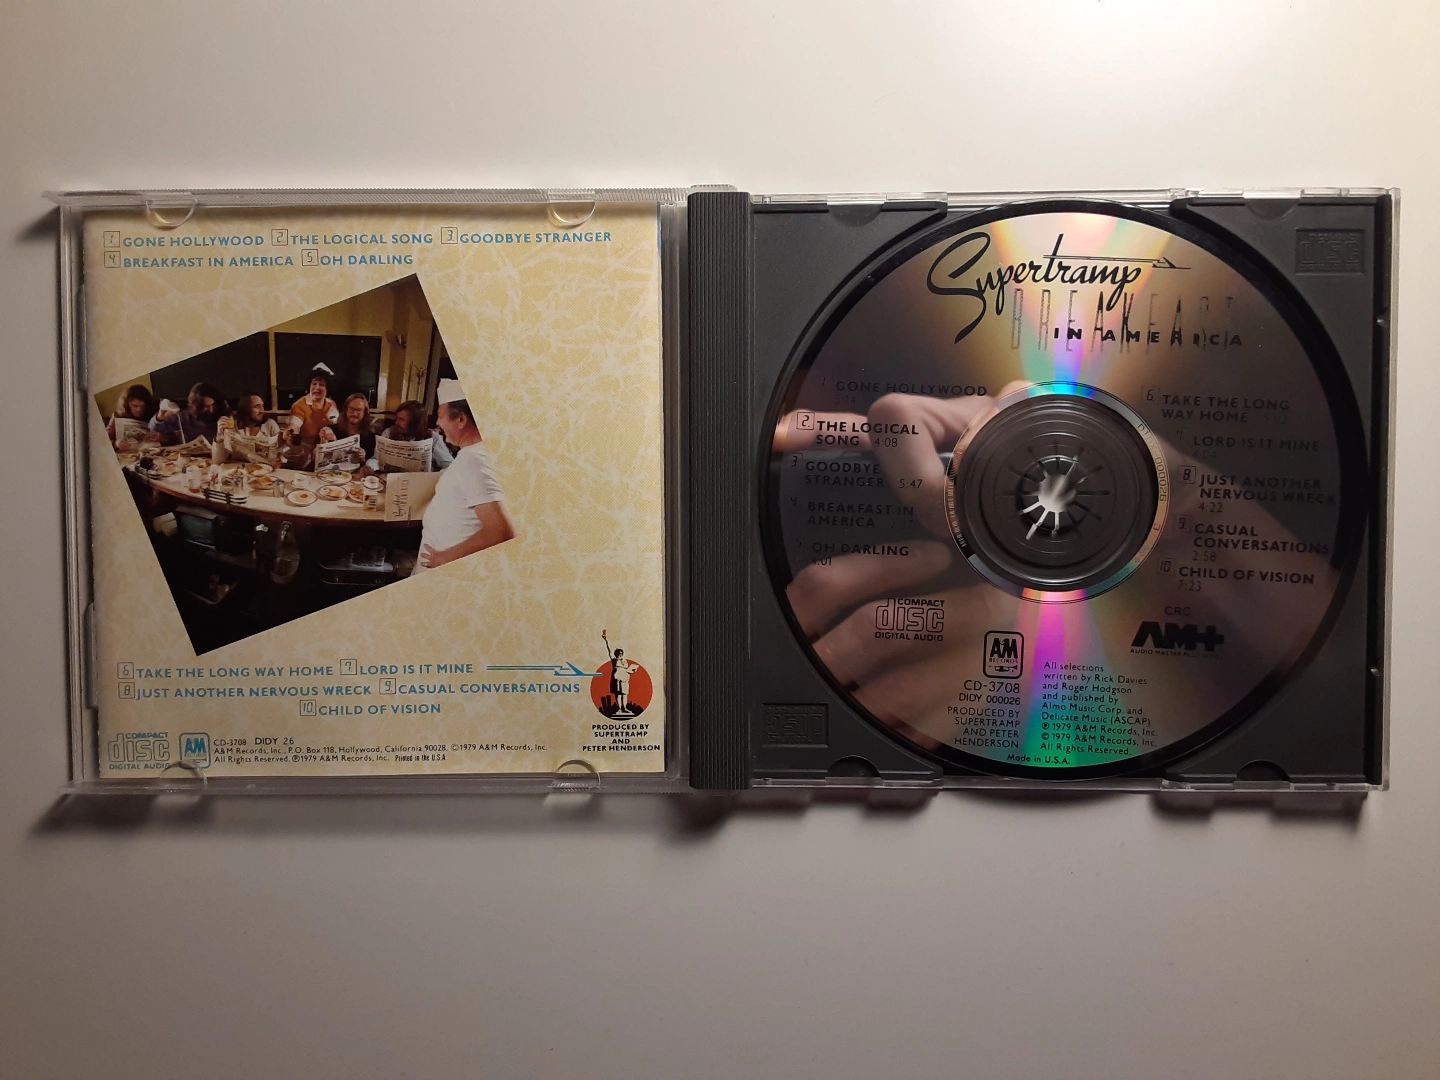 1 GONE HOLLYWOOD 2 THE LOGICAL SONG 3 GOODBYE STRANGER
4 BREAKFAST IN AMERICA 5 OH DARLING
6 TAKE THE LONG WAY HOME 7 LORD IS IT MINE
8 JUST ANOTHER NERVOUS WRECK 9 CASUAL CONVERSATIONS
10 CHILD OF VISION
PRODUCED BY
SUPERTRAMP
AND
PETER HENDERSON
COMPACT
disc
DIGITAL AUDIO
A&M
RECORDS
CD-3708 DIDY 26
A&M Records, Inc., P.O. Box 118, Hollywood, California 90028. ©1979 A&M Records, Inc.
All Rights Reserved. ℗1979 A&M Records, Inc. Printed in the U.S.A
Supertramp
BREAKFAST
IN AMERICA
1 GONE HOLLYWOOD
2 THE LOGICAL
SONG 4:08
3 GOODBYE
STRANGER 5:47
4 BREAKFAST IN
AMERICA
5 OH DARLING
4:01
6 TAKE THE LONG
WAY HOME
7 LORD IS IT MINE
8 JUST ANOTHER
NERVOUS WRECK
4:22
9 CASUAL
CONVERSATIONS
2:58
10 CHILD OF VISION
7:23
COMPACT
disc
DIGITAL AUDIO
A&M
RECORDS
CD-3708
DIDY 000026
PRODUCED BY
SUPERTRAMP
AND PETER
HENDERSON
CRC
AM+
All selections
written by Rick Davies
and Roger Hodgson
and published by
Almo Music Corp. and
Delicate Music (ASCAP)
℗ 1979 A&M Records, Inc.
© 1979 A&M Records, Inc.
All Rights Reserved.
Made in U.S.A.